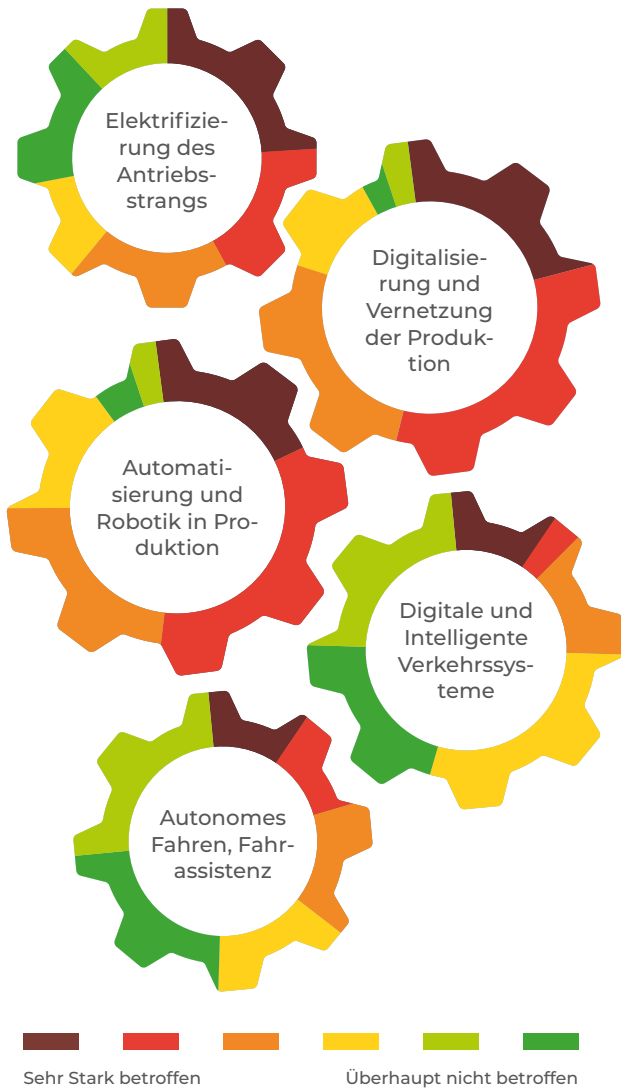 Elektrifizie-
rung des
Antriebs-
strangs
Digitalisie-
rung und
Vernetzung
der Produk-
tion
Automati-
sierung und
Robotik in Pro-
duktion
Digitale und
Intelligente
Verkehrssys-
teme
Autonomes
Fahren, Fahr-
assistenz
Sehr Stark betroffen
Überhaupt nicht betroffen